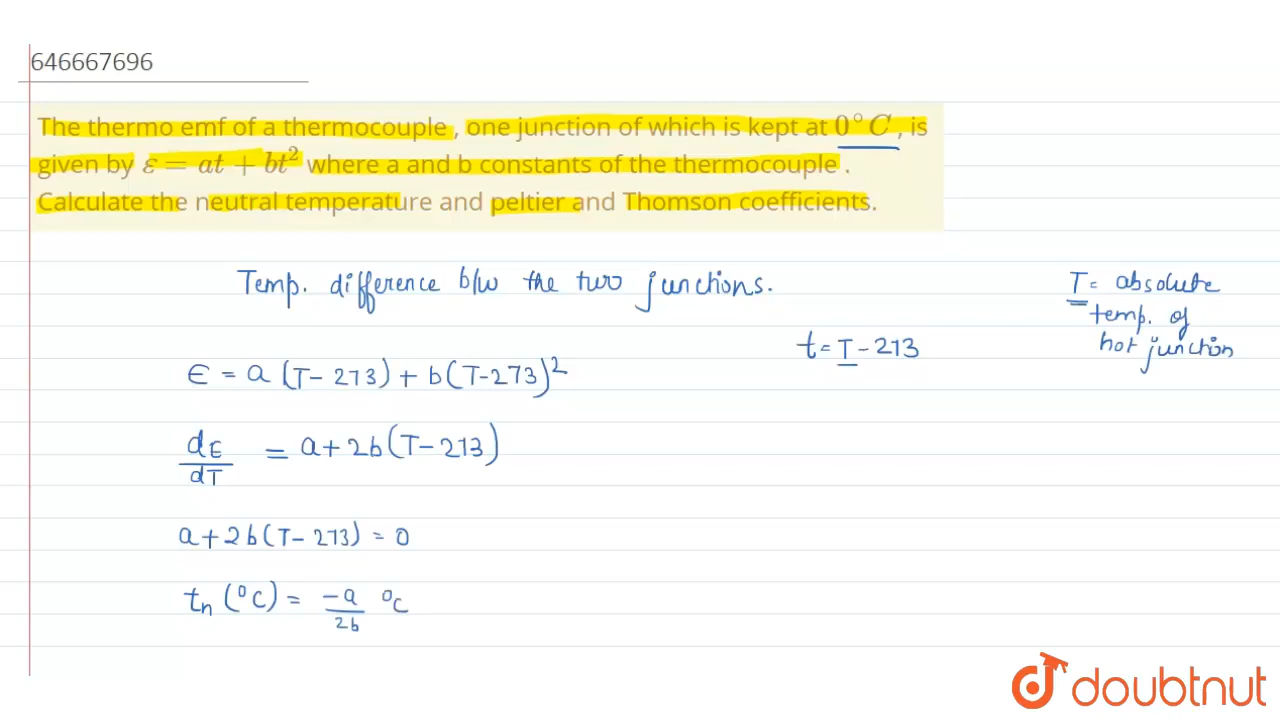 646667696
The thermo emf of a thermocouple , one junction of which is kept at 0°C , is
given by ε = at + bt² where a and b constants of the thermocouple .
Calculate the neutral temperature and peltier and Thomson coefficients.
Temp. difference b/w the two junctions.
T = absolute
temp. of
hot junction
t = T - 273
E = a (T - 273) + b(T-273)²
dE/dT = a + 2b(T - 273)
a + 2b(T - 273) = 0
tn (°C) = -a/2b °C
doubtnut